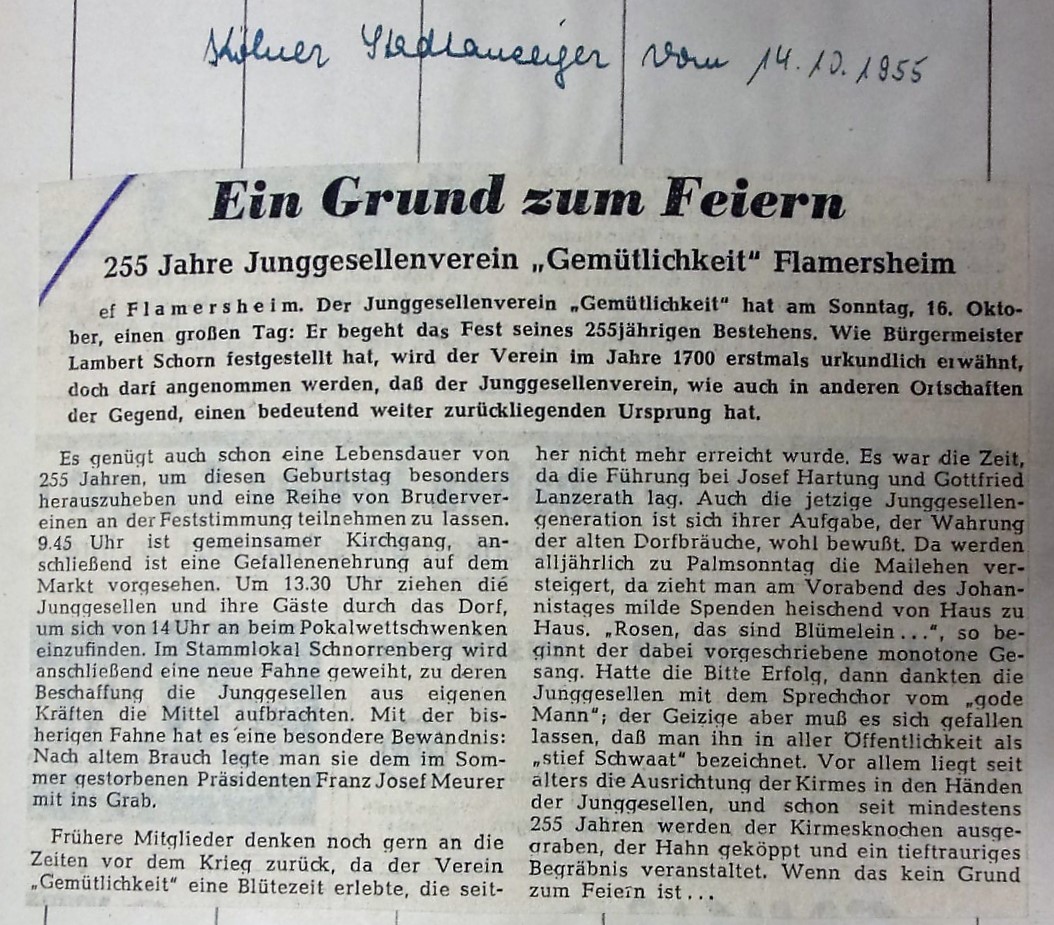 Kölner Stadtanzeiger vom 14.10.1955
Ein Grund zum Feiern
255 Jahre Junggesellenverein „Gemütlichkeit" Flamersheim
ef Flamersheim. Der Junggesellenverein „Gemütlichkeit" hat am Sonntag, 16. Okto-
ber, einen großen Tag: Er begeht das Fest seines 255jährigen Bestehens. Wie Bürgermeister
Lambert Schorn festgestellt hat, wird der Verein im Jahre 1700 erstmals urkundlich erwähnt,
doch darf angenommen werden, daß der Junggesellenverein, wie auch in anderen Ortschaften
der Gegend, einen bedeutend weiter zurückliegenden Ursprung hat.
Es genügt auch schon eine Lebensdauer von
255 Jahren, um diesen Geburtstag besonders
herauszuheben und eine Reihe von Bruderver-
einen an der Feststimmung teilnehmen zu lassen.
9.45 Uhr ist gemeinsamer Kirchgang, an-
schließend ist eine Gefallenenehrung auf dem
Markt vorgesehen. Um 13.30 Uhr ziehen die
Junggesellen und ihre Gäste durch das Dorf,
um sich von 14 Uhr an beim Pokalwettschwenken
einzufinden. Im Stammlokal Schnorrenberg wird
anschließend eine neue Fahne geweiht, zu deren
Beschaffung die Junggesellen aus eigenen
Kräften die Mittel aufbrachten. Mit der bis-
herigen Fahne hat es eine besondere Bewandnis:
Nach altem Brauch legte man sie dem im Som-
mer gestorbenen Präsidenten Franz Josef Meurer
mit ins Grab.
Frühere Mitglieder denken noch gern an die
Zeiten vor dem Krieg zurück, da der Verein
„Gemütlichkeit" eine Blütezeit erlebte, die seit-
her nicht mehr erreicht wurde. Es war die Zeit,
da die Führung bei Josef Hartung und Gottfried
Lanzerath lag. Auch die jetzige Junggesellen-
generation ist sich ihrer Aufgabe, der Wahrung
der alten Dorfbräuche, wohl bewußt. Da werden
alljährlich zu Palmsonntag die Mailehen ver-
steigert, da zieht man am Vorabend des Johan-
nistages milde Spenden heischend von Haus zu
Haus. „Rosen, das sind Blümelein...", so be-
ginnt der dabei vorgeschriebene monotone Ge-
sang. Hatte die Bitte Erfolg, dann dankten die
Junggesellen mit dem Sprechchor vom „gode
Mann"; der Geizige aber muß es sich gefallen
lassen, daß man ihn in aller Öffentlichkeit als
„stief Schwaat" bezeichnet. Vor allem liegt seit
alters die Ausrichtung der Kirmes in den Händen
der Junggesellen, und schon seit mindestens
255 Jahren werden der Kirmesknochen ausge-
graben, der Hahn geköppt und ein tieftrauriges
Begräbnis veranstaltet. Wenn das kein Grund
zum Feiern ist...